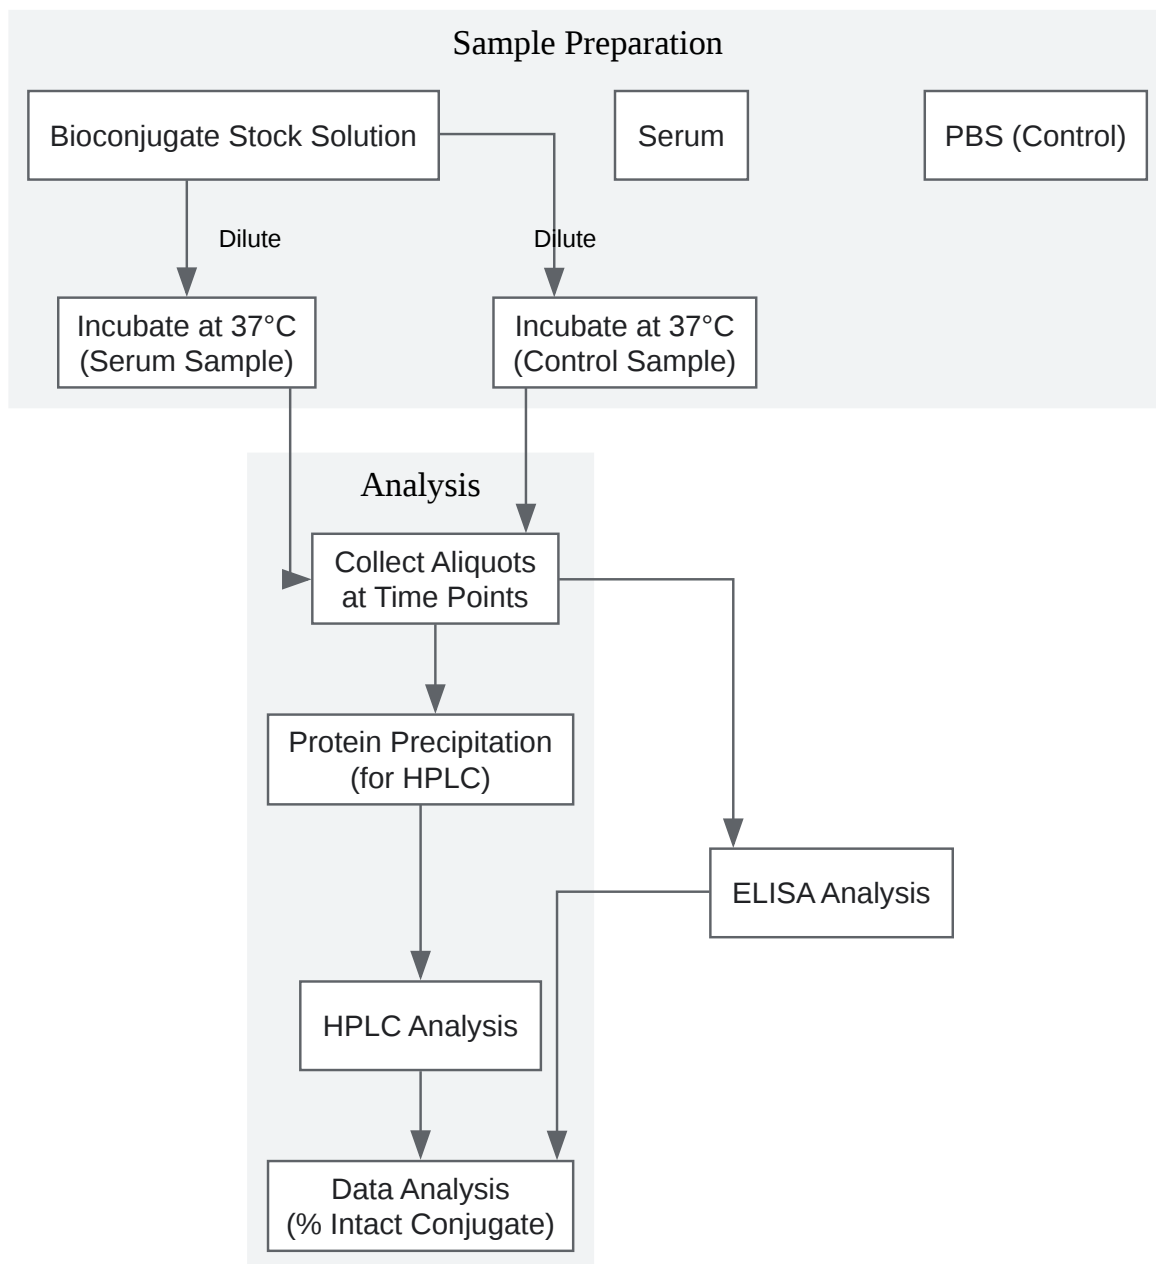 Sample Preparation
Bioconjugate Stock Solution
Serum
PBS (Control)
Dilute
Dilute
Incubate at 37°C
(Serum Sample)
Incubate at 37°C
(Control Sample)
Analysis
Collect Aliquots
at Time Points
Protein Precipitation
(for HPLC)
ELISA Analysis
HPLC Analysis
Data Analysis
(% Intact Conjugate)